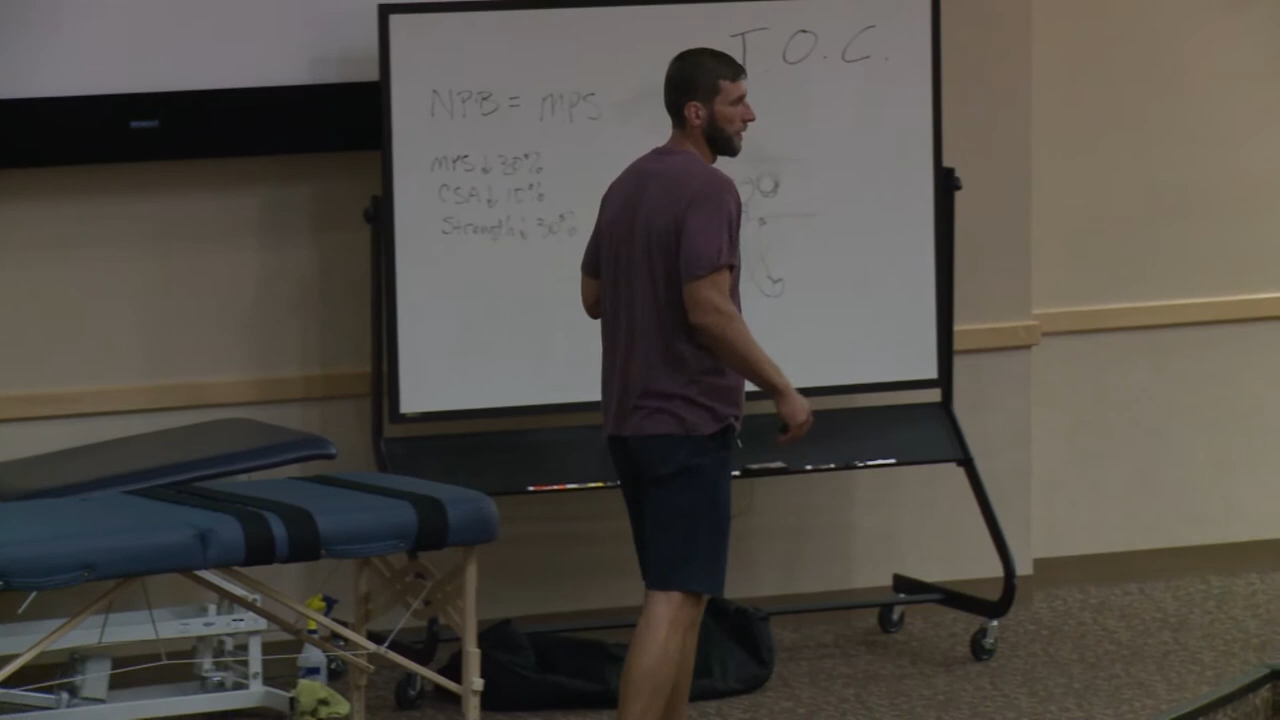 T.O.C.
NPB = MPS
MPS ↓ 30%
CSA ↓ 10%
Strength ↓ 30%